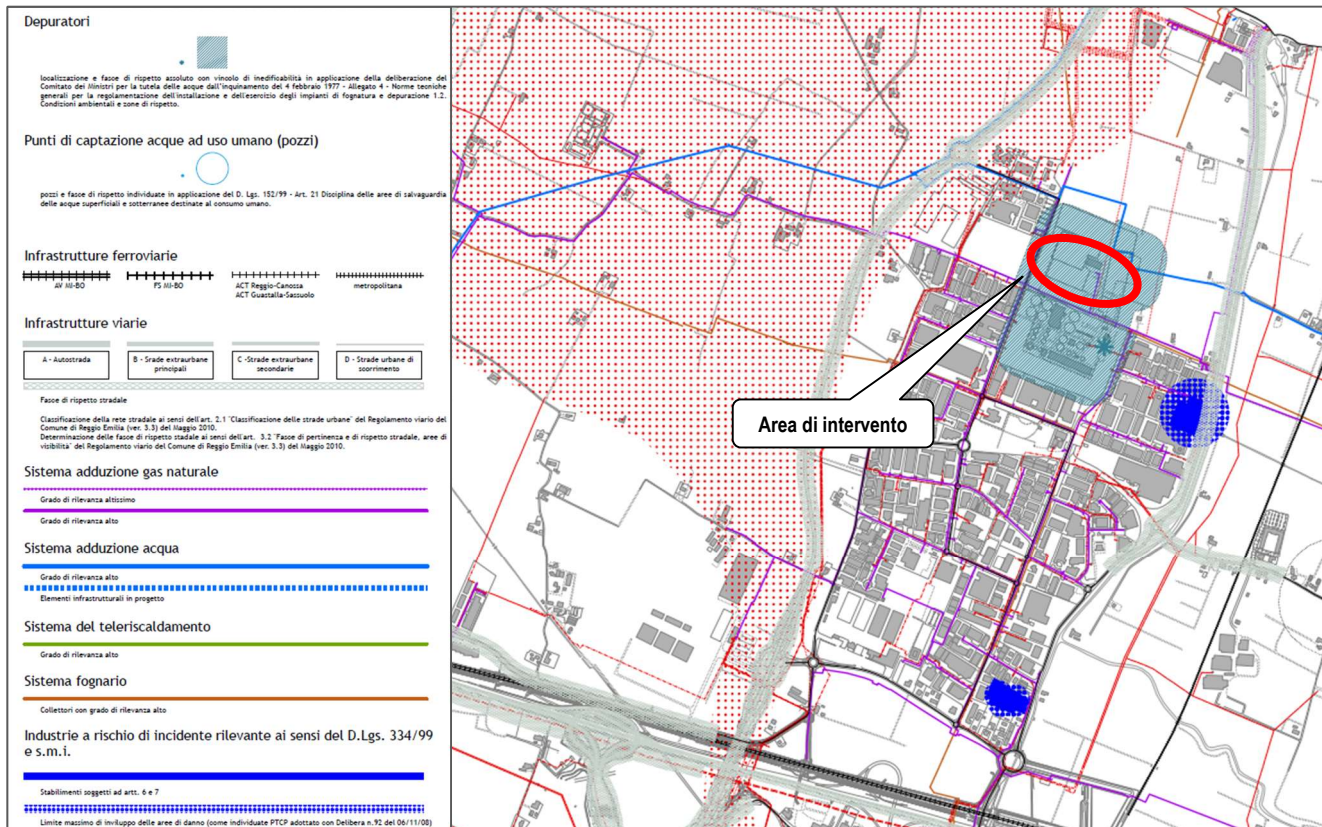 Depuratori
localizzazione e fasce di rispetto assoluto con vincolo di inedificabilità in applicazione della deliberazione del
Comitato dei Ministri per la tutela delle acque dall'inquinamento del 4 febbraio 1977 - Allegato 4 - Norme tecniche
generali per la regolamentazione dell'installazione e dell'esercizio degli impianti di fognatura e depurazione 1.2.
Condizioni ambientali e zone di rispetto.
Punti di captazione acque ad uso umano (pozzi)
pozzi e fasce di rispetto individuate in applicazione del D. Lgs. 152/99 - Art. 21 Disciplina delle aree di salvaguardia
delle acque superficiali e sotterranee destinate al consumo umano.
Infrastrutture ferroviarie
AV MI-BO
FS MI-BO
ACT Reggio-Canossa
ACT Guastalla-Sassuolo
metropolitana
Infrastrutture viarie
A - Autostrada
B - Srade extraurbane
principali
C -Strade extraurbane
secondarie
D - Strade urbane di
scorrimento
Fasce di rispetto stradale
Classificazione della rete stradale ai sensi dell'art. 2.1 "Classificazione delle strade urbane" del Regolamento viario del
Comune di Reggio Emilia (ver. 3.3) del Maggio 2010.
Determinazione delle fasce di rispetto stadale ai sensi dell'art. 3.2 "Fasce di pertinenza e di rispetto stradale, aree di
visibilità" del Regolamento viario del Comune di Reggio Emilia (ver. 3.3) del Maggio 2010.
Sistema adduzione gas naturale
Grado di rilevanza altissimo
Grado di rilevanza alto
Sistema adduzione acqua
Grado di rilevanza alto
Elementi infrastrutturali in progetto
Sistema del teleriscaldamento
Grado di rilevanza alto
Sistema fognario
Collettori con grado di rilevanza alto
Industrie a rischio di incidente rilevante ai sensi del D.Lgs. 334/99
e s.m.i.
Stabilimenti soggetti ad artt. 6 e 7
Limite massimo di inviluppo delle aree di danno (come individuate PTCP adottato con Delibera n.92 del 06/11/08)
Area di intervento